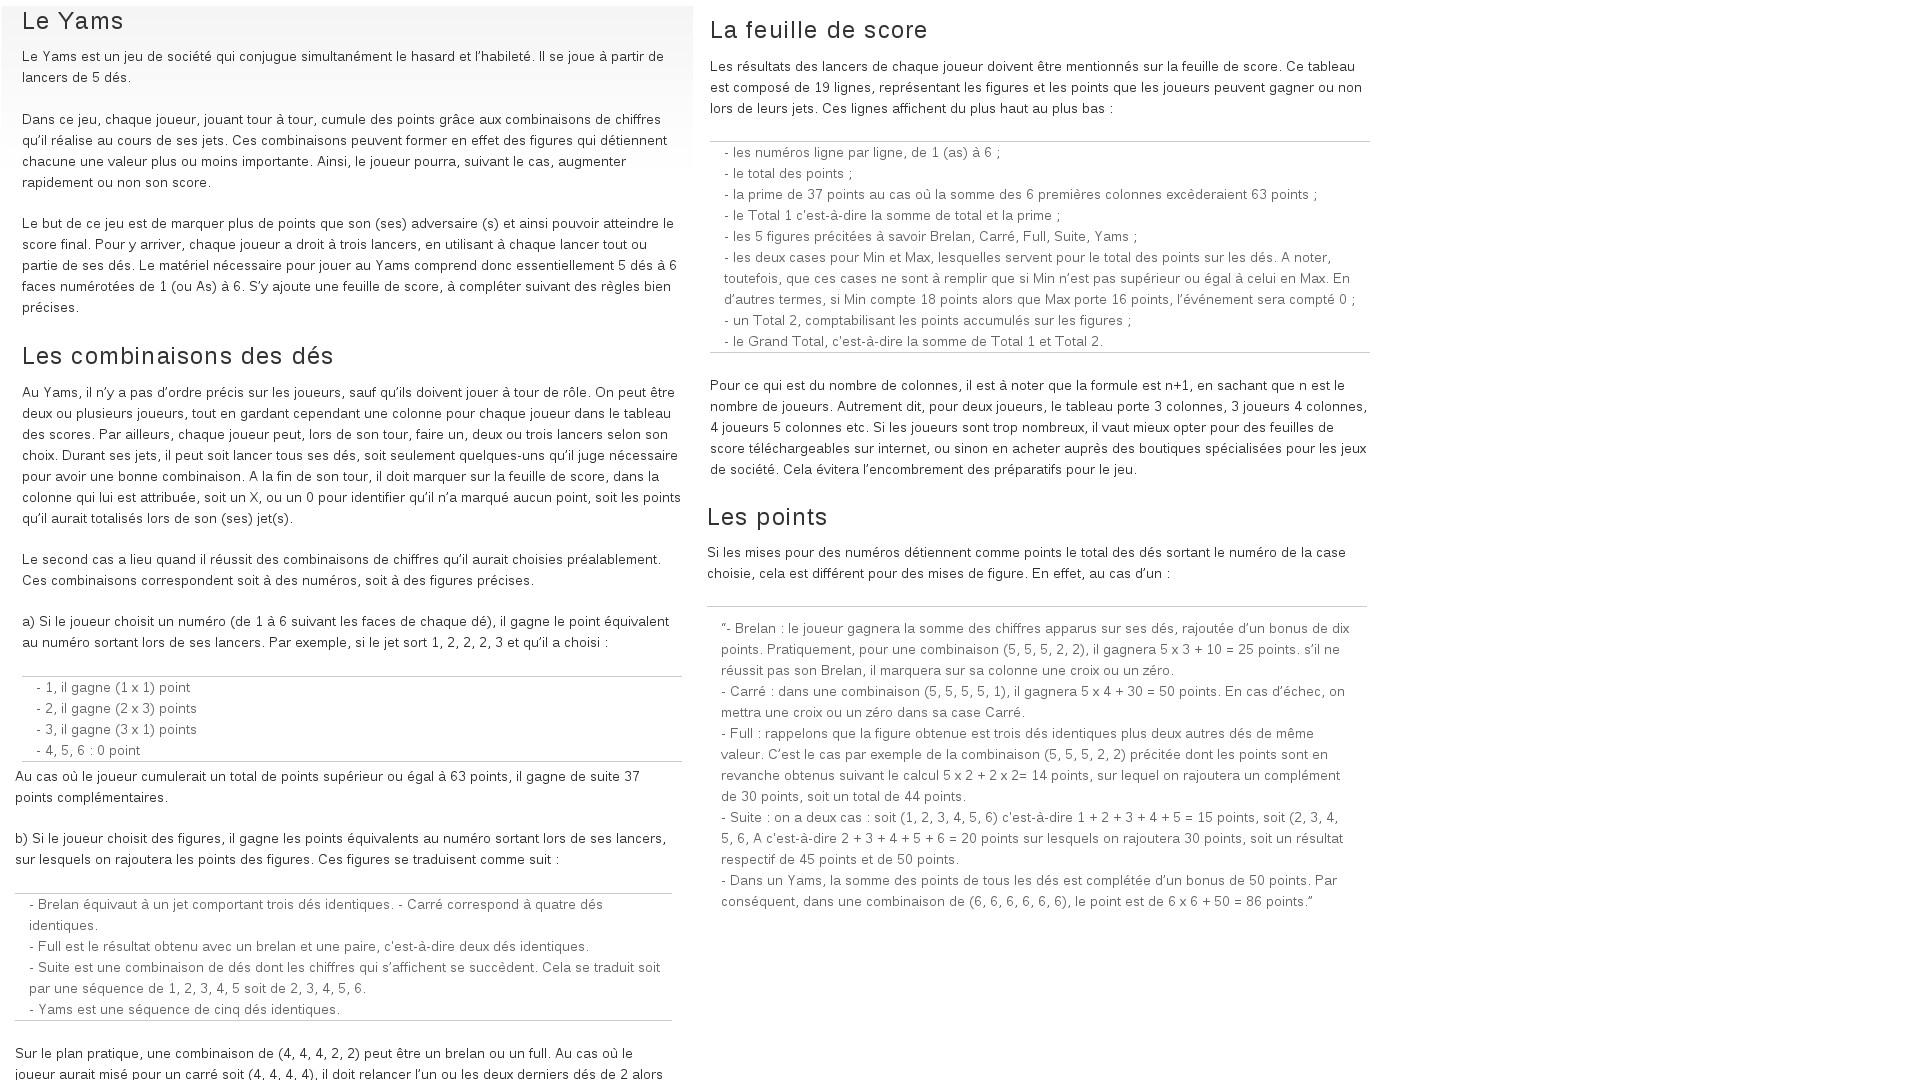 Le Yams
Le Yams est un jeu de société qui conjugue simultanément le hasard et l’habileté. Il se joue à partir de
lancers de 5 dés.
Dans ce jeu, chaque joueur, jouant tour à tour, cumule des points grâce aux combinaisons de chiffres
qu’il réalise au cours de ses jets. Ces combinaisons peuvent former en effet des figures qui détiennent
chacune une valeur plus ou moins importante. Ainsi, le joueur pourra, suivant le cas, augmenter
rapidement ou non son score.
Le but de ce jeu est de marquer plus de points que son (ses) adversaire (s) et ainsi pouvoir atteindre le
score final. Pour y arriver, chaque joueur a droit à trois lancers, en utilisant à chaque lancer tout ou
partie de ses dés. Le matériel nécessaire pour jouer au Yams comprend donc essentiellement 5 dés à 6
faces numérotées de 1 (ou As) à 6. S’y ajoute une feuille de score, à compléter suivant des règles bien
précises.
Les combinaisons des dés
Au Yams, il n’y a pas d’ordre précis sur les joueurs, sauf qu’ils doivent jouer à tour de rôle. On peut être
deux ou plusieurs joueurs, tout en gardant cependant une colonne pour chaque joueur dans le tableau
des scores. Par ailleurs, chaque joueur peut, lors de son tour, faire un, deux ou trois lancers selon son
choix. Durant ses jets, il peut soit lancer tous ses dés, soit seulement quelques-uns qu’il juge nécessaire
pour avoir une bonne combinaison. A la fin de son tour, il doit marquer sur la feuille de score, dans la
colonne qui lui est attribuée, soit un X, ou un 0 pour identifier qu’il n’a marqué aucun point, soit les points
qu’il aurait totalisés lors de son (ses) jet(s).
Le second cas a lieu quand il réussit des combinaisons de chiffres qu’il aurait choisies préalablement.
Ces combinaisons correspondent soit à des numéros, soit à des figures précises.
a) Si le joueur choisit un numéro (de 1 à 6 suivant les faces de chaque dé), il gagne le point équivalent
au numéro sortant lors de ses lancers. Par exemple, si le jet sort 1, 2, 2, 2, 3 et qu’il a choisi :
- 1, il gagne (1 x 1) point
- 2, il gagne (2 x 3) points
- 3, il gagne (3 x 1) points
- 4, 5, 6 : 0 point
Au cas où le joueur cumulerait un total de points supérieur ou égal à 63 points, il gagne de suite 37
points complémentaires.
b) Si le joueur choisit des figures, il gagne les points équivalents au numéro sortant lors de ses lancers,
sur lesquels on rajoutera les points des figures. Ces figures se traduisent comme suit :
- Brelan équivaut à un jet comportant trois dés identiques. - Carré correspond à quatre dés
identiques.
- Full est le résultat obtenu avec un brelan et une paire, c'est-à-dire deux dés identiques.
- Suite est une combinaison de dés dont les chiffres qui s’affichent se succèdent. Cela se traduit soit
par une séquence de 1, 2, 3, 4, 5 soit de 2, 3, 4, 5, 6.
- Yams est une séquence de cinq dés identiques.
Sur le plan pratique, une combinaison de (4, 4, 4, 2, 2) peut être un brelan ou un full. Au cas où le
joueur aurait misé pour un carré soit (4, 4, 4, 4), il doit relancer l’un ou les deux derniers dés de 2 alors
La feuille de score
Les résultats des lancers de chaque joueur doivent être mentionnés sur la feuille de score. Ce tableau
est composé de 19 lignes, représentant les figures et les points que les joueurs peuvent gagner ou non
lors de leurs jets. Ces lignes affichent du plus haut au plus bas :
- les numéros ligne par ligne, de 1 (as) à 6 ;
- le total des points ;
- la prime de 37 points au cas où la somme des 6 premières colonnes excèderaient 63 points ;
- le Total 1 c'est-à-dire la somme de total et la prime ;
- les 5 figures précitées à savoir Brelan, Carré, Full, Suite, Yams ;
- les deux cases pour Min et Max, lesquelles servent pour le total des points sur les dés. A noter,
toutefois, que ces cases ne sont à remplir que si Min n’est pas supérieur ou égal à celui en Max. En
d’autres termes, si Min compte 18 points alors que Max porte 16 points, l’événement sera compté 0 ;
- un Total 2, comptabilisant les points accumulés sur les figures ;
- le Grand Total, c'est-à-dire la somme de Total 1 et Total 2.
Pour ce qui est du nombre de colonnes, il est à noter que la formule est n+1, en sachant que n est le
nombre de joueurs. Autrement dit, pour deux joueurs, le tableau porte 3 colonnes, 3 joueurs 4 colonnes,
4 joueurs 5 colonnes etc. Si les joueurs sont trop nombreux, il vaut mieux opter pour des feuilles de
score téléchargeables sur internet, ou sinon en acheter auprès des boutiques spécialisées pour les jeux
de société. Cela évitera l’encombrement des préparatifs pour le jeu.
Les points
Si les mises pour des numéros détiennent comme points le total des dés sortant le numéro de la case
choisie, cela est différent pour des mises de figure. En effet, au cas d’un :
“- Brelan : le joueur gagnera la somme des chiffres apparus sur ses dés, rajoutée d’un bonus de dix
points. Pratiquement, pour une combinaison (5, 5, 5, 2, 2), il gagnera 5 x 3 + 10 = 25 points. s’il ne
réussit pas son Brelan, il marquera sur sa colonne une croix ou un zéro.
- Carré : dans une combinaison (5, 5, 5, 5, 1), il gagnera 5 x 4 + 30 = 50 points. En cas d’échec, on
mettra une croix ou un zéro dans sa case Carré.
- Full : rappelons que la figure obtenue est trois dés identiques plus deux autres dés de même
valeur. C’est le cas par exemple de la combinaison (5, 5, 5, 2, 2) précitée dont les points sont en
revanche obtenus suivant le calcul 5 x 2 + 2 x 2= 14 points, sur lequel on rajoutera un complément
de 30 points, soit un total de 44 points.
- Suite : on a deux cas : soit (1, 2, 3, 4, 5, 6) c'est-à-dire 1 + 2 + 3 + 4 + 5 = 15 points, soit (2, 3, 4,
5, 6, A c'est-à-dire 2 + 3 + 4 + 5 + 6 = 20 points sur lesquels on rajoutera 30 points, soit un résultat
respectif de 45 points et de 50 points.
- Dans un Yams, la somme des points de tous les dés est complétée d’un bonus de 50 points. Par
conséquent, dans une combinaison de (6, 6, 6, 6, 6, 6), le point est de 6 x 6 + 50 = 86 points.”